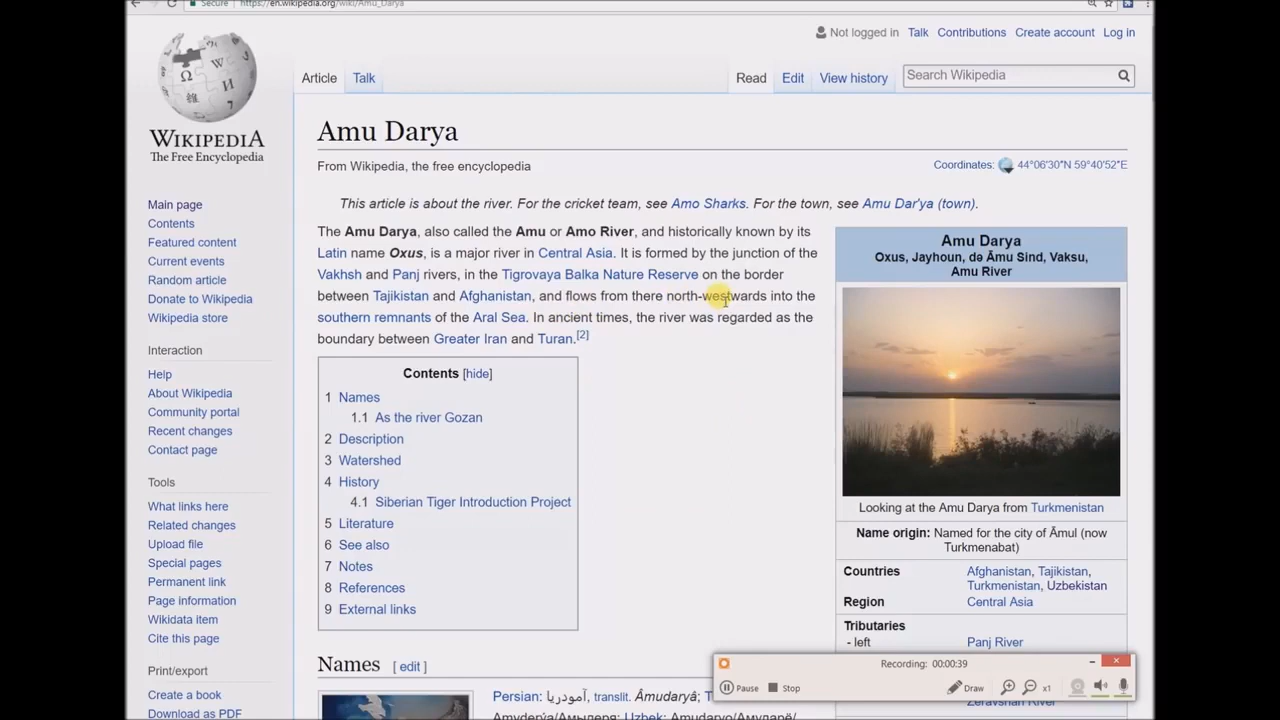 Secure https://en.wikipedia.org/wiki/Amu_Darya
Not logged in Talk Contributions Create account Log in
Article Talk Read Edit View history Search Wikipedia
WIKIPEDIA
The Free Encyclopedia
Main page
Contents
Featured content
Current events
Random article
Donate to Wikipedia
Wikipedia store
Interaction
Help
About Wikipedia
Community portal
Recent changes
Contact page
Tools
What links here
Related changes
Upload file
Special pages
Permanent link
Page information
Wikidata item
Cite this page
Print/export
Create a book
Download as PDF
Amu Darya
From Wikipedia, the free encyclopedia
Coordinates: 44°06′30″N 59°40′52″E
This article is about the river. For the cricket team, see Amo Sharks. For the town, see Amu Dar'ya (town).
The Amu Darya, also called the Amu or Amo River, and historically known by its
Latin name Oxus, is a major river in Central Asia. It is formed by the junction of the
Vakhsh and Panj rivers, in the Tigrovaya Balka Nature Reserve on the border
between Tajikistan and Afghanistan, and flows from there north-westwards into the
southern remnants of the Aral Sea. In ancient times, the river was regarded as the
boundary between Greater Iran and Turan.[2]
Contents [hide]
1 Names
1.1 As the river Gozan
2 Description
3 Watershed
4 History
4.1 Siberian Tiger Introduction Project
5 Literature
6 See also
7 Notes
8 References
9 External links
Names [ edit ]
Persian: آمودریا, translit. Âmudaryâ; T
Amu Darya
Oxus, Jayhoun, də Āmu Sind, Vaksu,
Amu River
Looking at the Amu Darya from Turkmenistan
Name origin: Named for the city of Āmul (now
Turkmenabat)
Countries Afghanistan, Tajikistan,
Turkmenistan, Uzbekistan
Region Central Asia
Tributaries
- left Panj River
Recording: 00:00:39
Pause Stop Draw x1